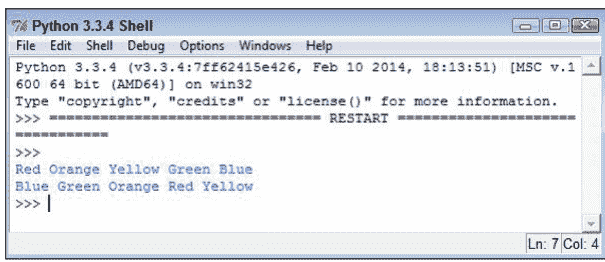 Python 3.3.4 Shell
File Edit Shell Debug Options Windows Help
Python 3.3.4 (v3.3.4:7ff62415e426, Feb 10 2014, 18:13:51) [MSC v.1
600 64 bit (AMD64)] on win32
Type "copyright", "credits" or "license()" for more information.
>>> ================================ RESTART =====================
===========
>>>
Red Orange Yellow Green Blue
Blue Green Orange Red Yellow
>>>
Ln: 7 Col: 4